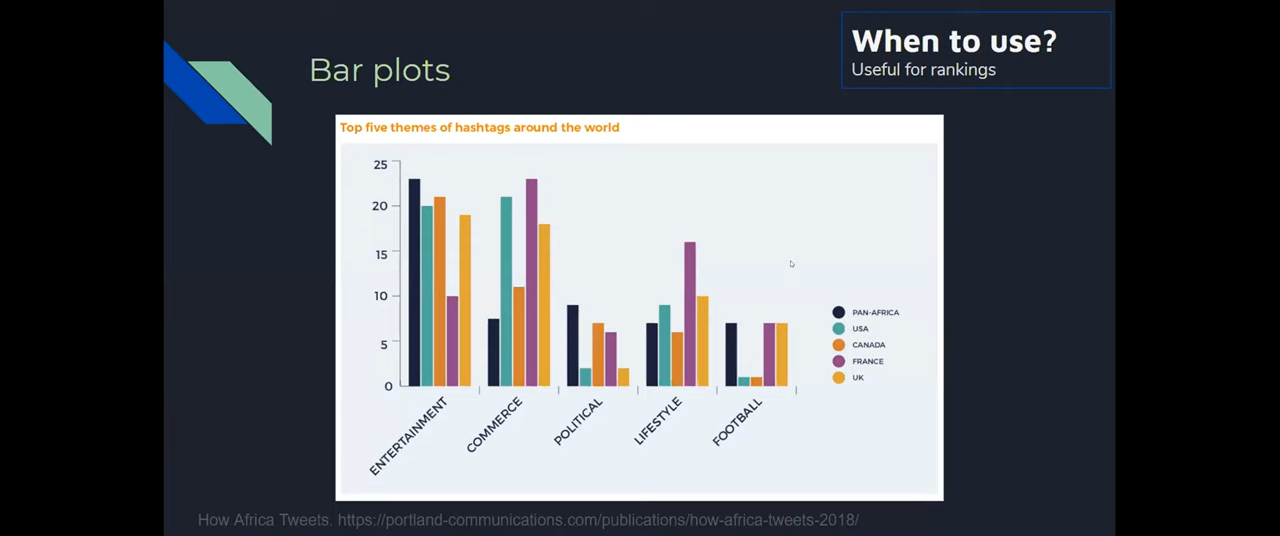 When to use?
Useful for rankings
Bar plots
Top five themes of hashtags around the world
25
20
15
10
5
0
ENTERTAINMENT
COMMERCE
POLITICAL
LIFESTYLE
FOOTBALL
PAN-AFRICA
USA
CANADA
FRANCE
UK
How Africa Tweets. https://portland-communications.com/publications/how-africa-tweets-2018/